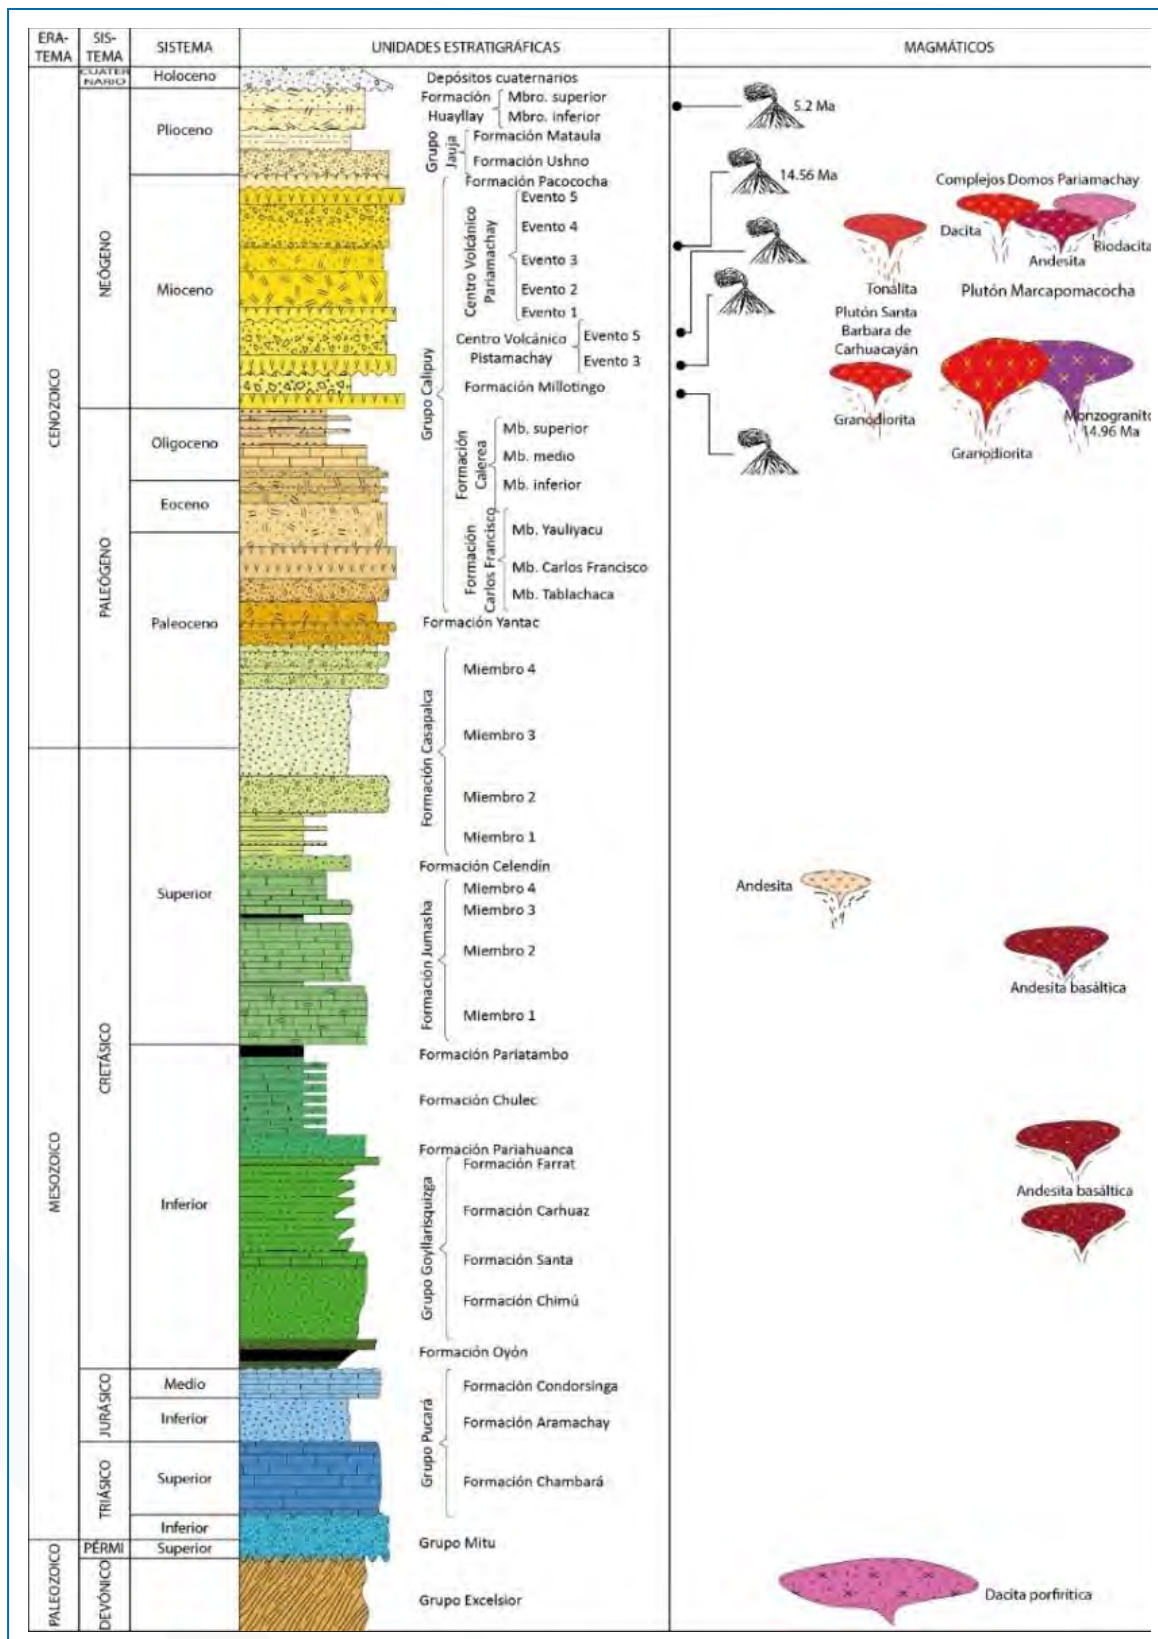 ERA-
TEMA
SIS-
TEMA
SISTEMA
UNIDADES ESTRATIGRÁFICAS
MAGMÁTICOS
CENOZOICO
MESOZOICO
PALEOZOICO
CUATER
NARIO
NEÓGENO
PALEÓGENO
CRETÁSICO
JURÁSICO
TRIÁSICO
PÉRMI
DEVÓNICO
Holoceno
Plioceno
Mioceno
Oligoceno
Eoceno
Paleoceno
Superior
Inferior
Medio
Inferior
Superior
Inferior
Superior
Depósitos cuaternarios
Formación
Huayllay
Mbro. superior
Mbro. inferior
Grupo
Jauja
Formación Mataula
Formación Ushno
Grupo Calipuy
Formación Pacococha
Centro Volcánico
Pariamachay
Evento 5
Evento 4
Evento 3
Evento 2
Evento 1
Centro Volcánico
Pistamachay
Evento 5
Evento 3
Formación Millotingo
Formación
Calerea
Mb. superior
Mb. medio
Mb. inferior
Formación
Carlos Francisco
Mb. Yauliyacu
Mb. Carlos Francisco
Mb. Tablachaca
Formación Yantac
Formación Casapalca
Miembro 4
Miembro 3
Miembro 2
Miembro 1
Formación Celendín
Formación Jumasha
Miembro 4
Miembro 3
Miembro 2
Miembro 1
Formación Pariatambo
Formación Chulec
Formación Pariahuanca
Grupo Goyllarisquizga
Formación Farrat
Formación Carhuaz
Formación Santa
Formación Chimú
Formación Oyón
Grupo Pucará
Formación Condorsinga
Formación Aramachay
Formación Chambará
Grupo Mitu
Grupo Excelsior
5.2 Ma
14.56 Ma
Complejos Domos Pariamachay
Dacita
Andesita
Riodacita
Tonalita
Plutón Marcapomacocha
Plutón Santa
Barbara de
Carhuacayán
Granodiorita
Granodiorita
Monzogranito
14.96 Ma
Andesita
Andesita basáltica
Andesita basáltica
Dacita porfirítica